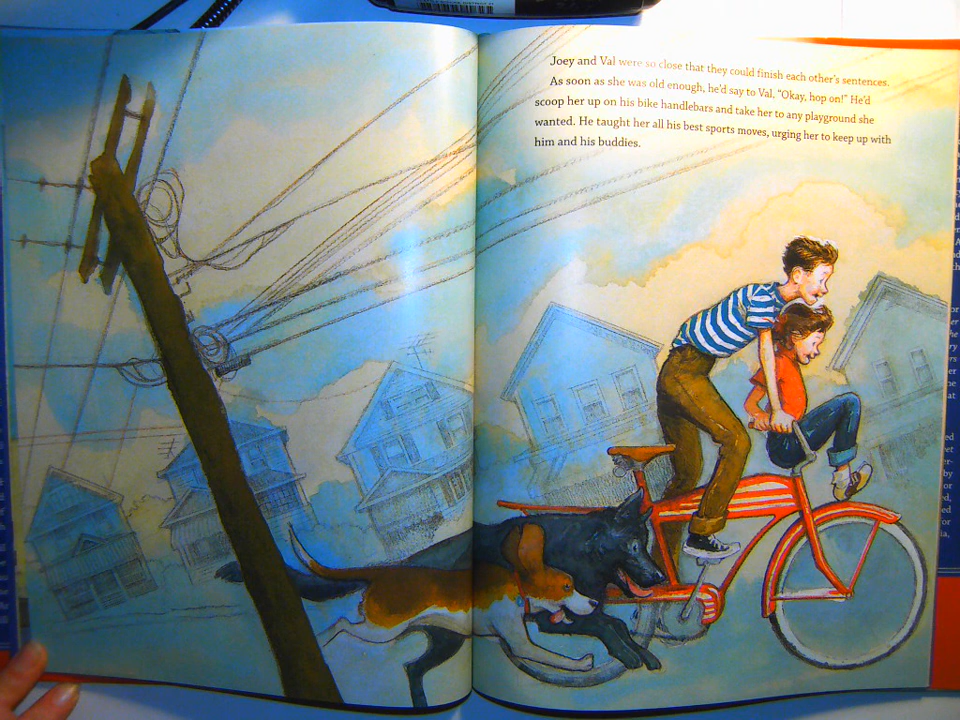 Joey and Val were so close that they could finish each other's sentences.
As soon as she was old enough, he'd say to Val, "Okay, hop on!" He'd
scoop her up on his bike handlebars and take her to any playground she
wanted. He taught her all his best sports moves, urging her to keep up with
him and his buddies.